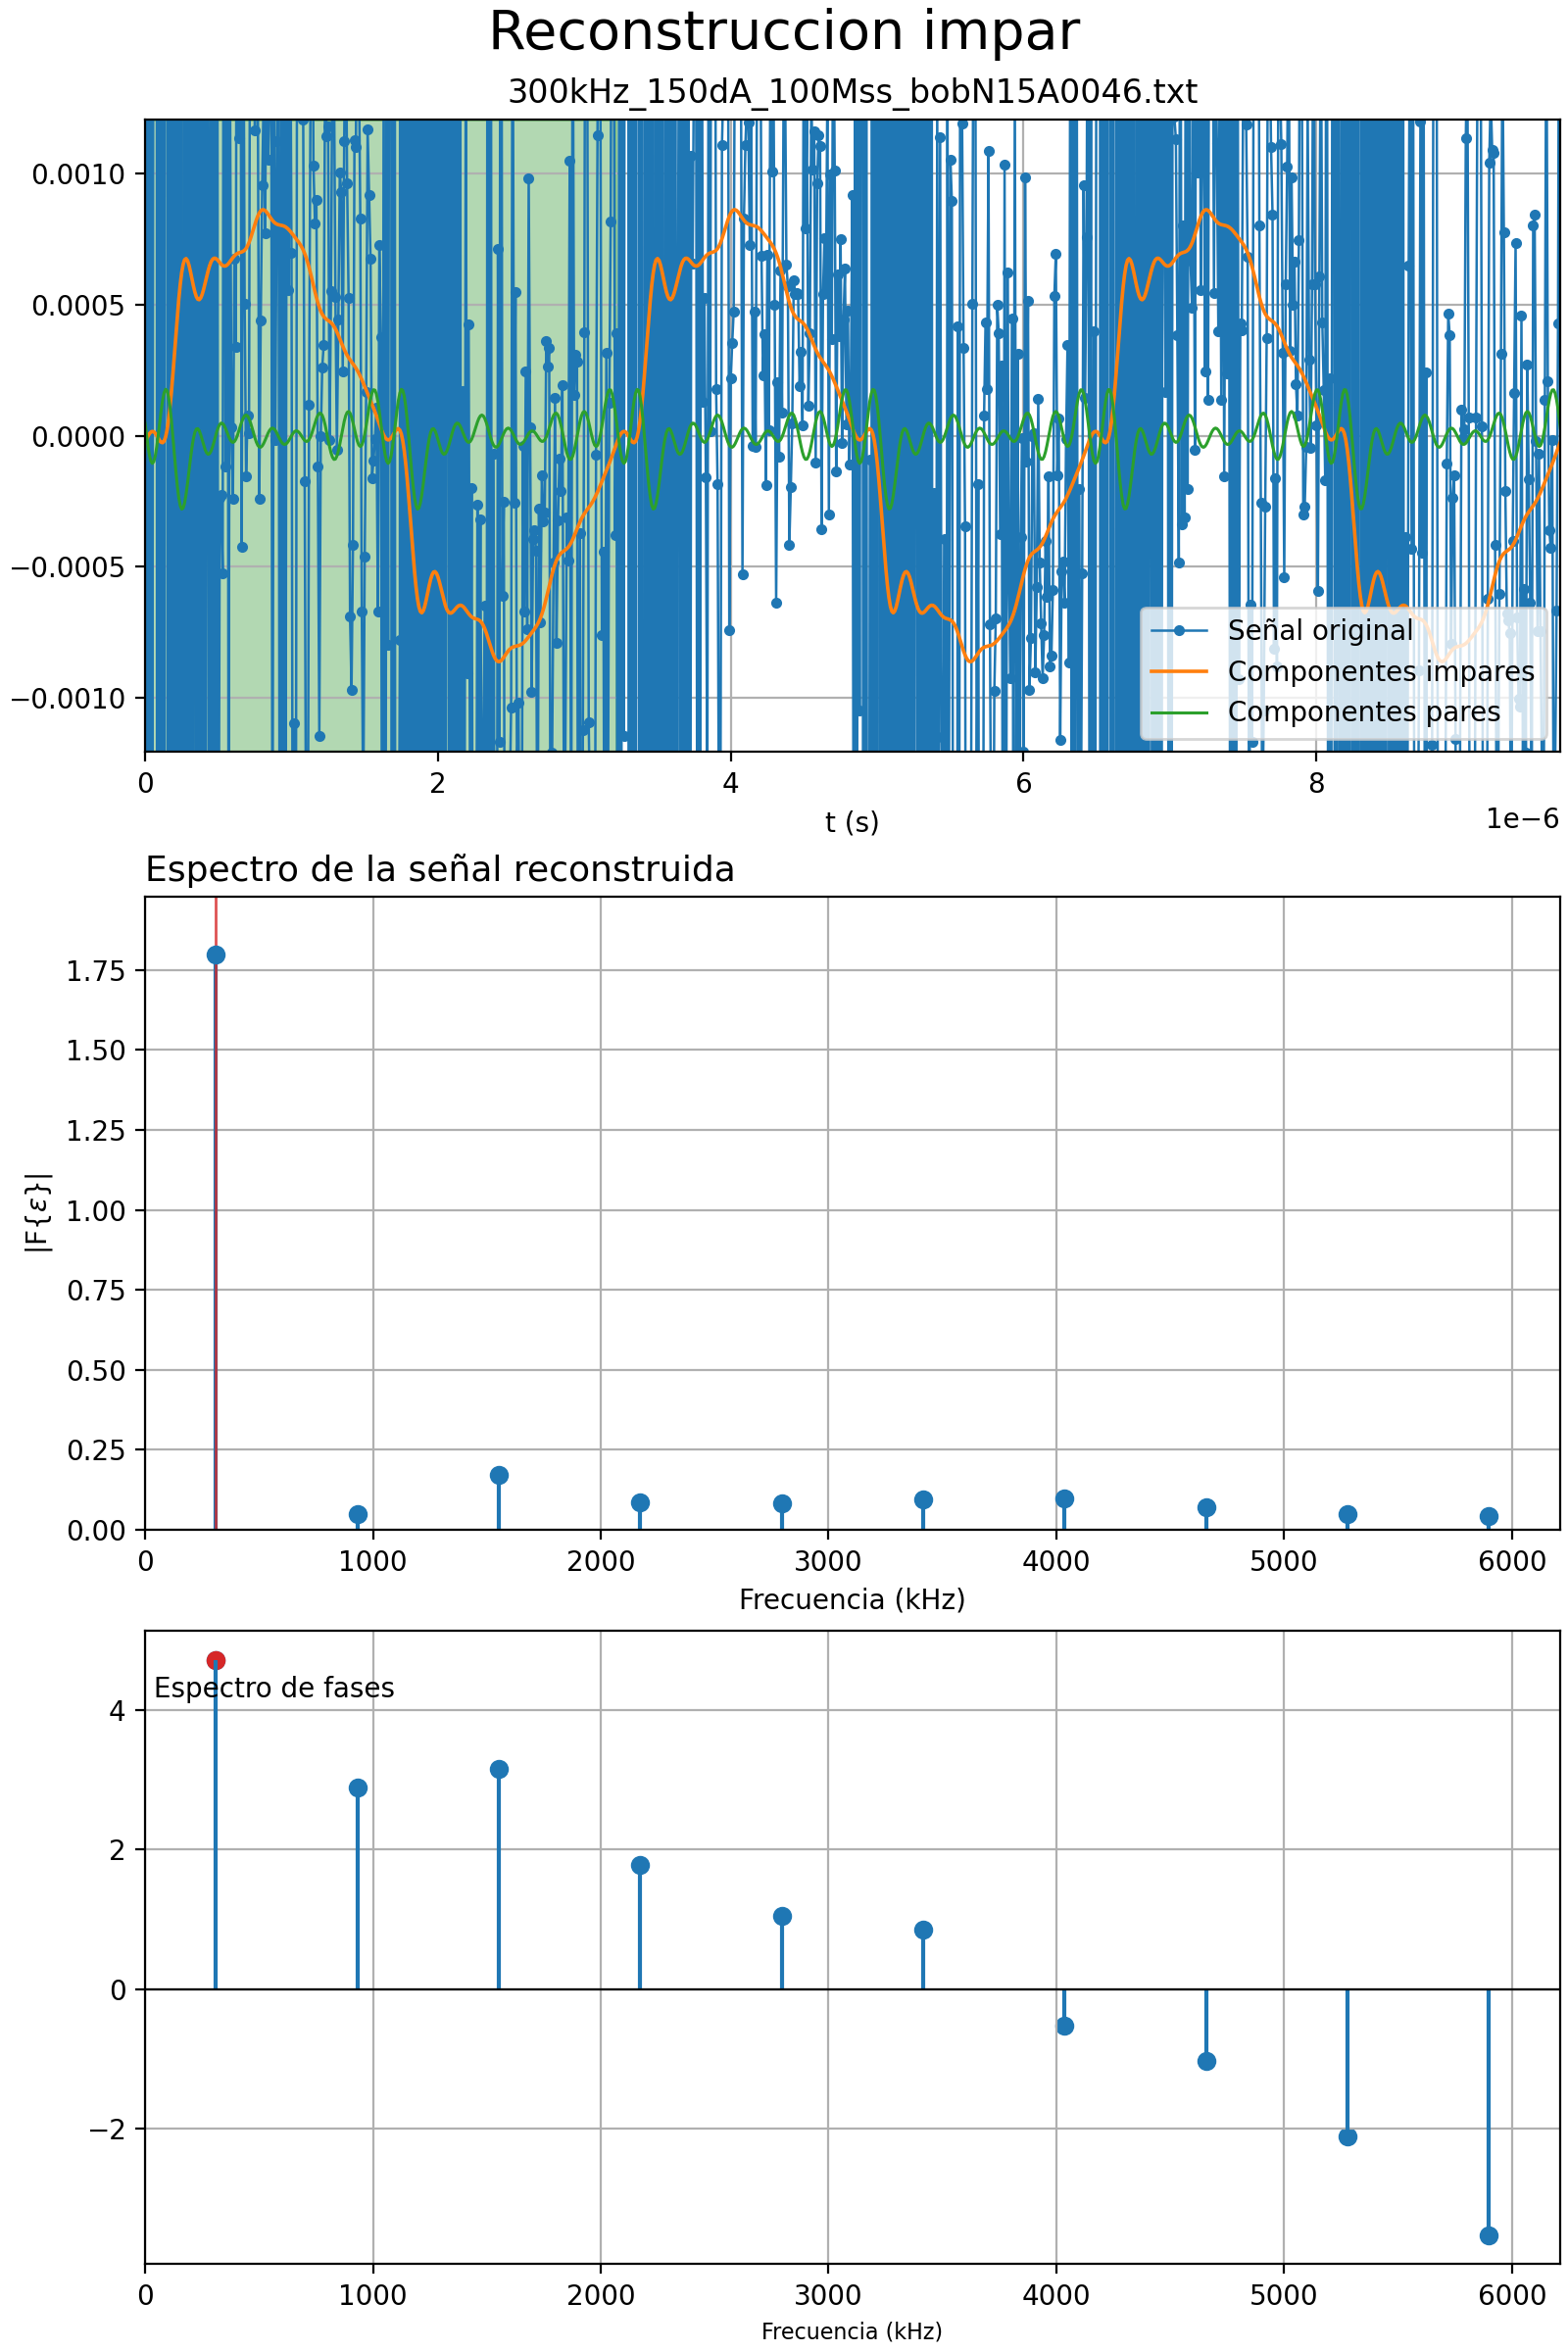 Reconstruccion impar
300kHz_150dA_100Mss_bobN15A0046.txt
0.0010
0.0005
0.0000
−0.0005
−0.0010
Señal original
Componentes impares
Componentes pares
0 2 4 6 8
1e−6
t (s)
Espectro de la señal reconstruida
1.75
1.50
1.25
1.00
0.75
0.50
0.25
0.00
|F{ε}|
0 1000 2000 3000 4000 5000 6000
Frecuencia (kHz)
Espectro de fases
4
2
0
−2
0 1000 2000 3000 4000 5000 6000
Frecuencia (kHz)